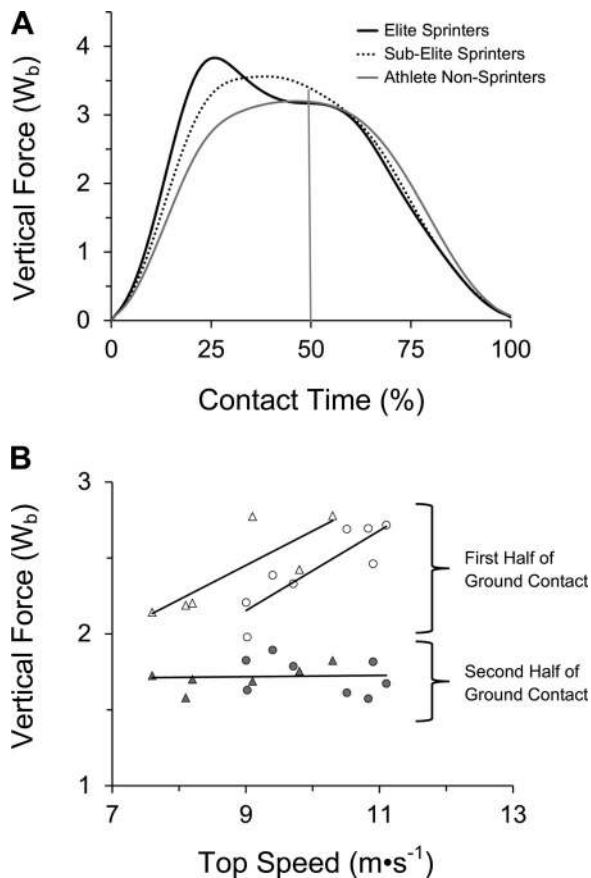 A
Vertical Force (Wb)
4
3
2
1
0
0 25 50 75 100
Contact Time (%)
Elite Sprinters
Sub-Elite Sprinters
Athlete Non-Sprinters
B
Vertical Force (Wb)
3
2
1
7 9 11 13
Top Speed (m•s⁻¹)
First Half of
Ground Contact
Second Half of
Ground Contact